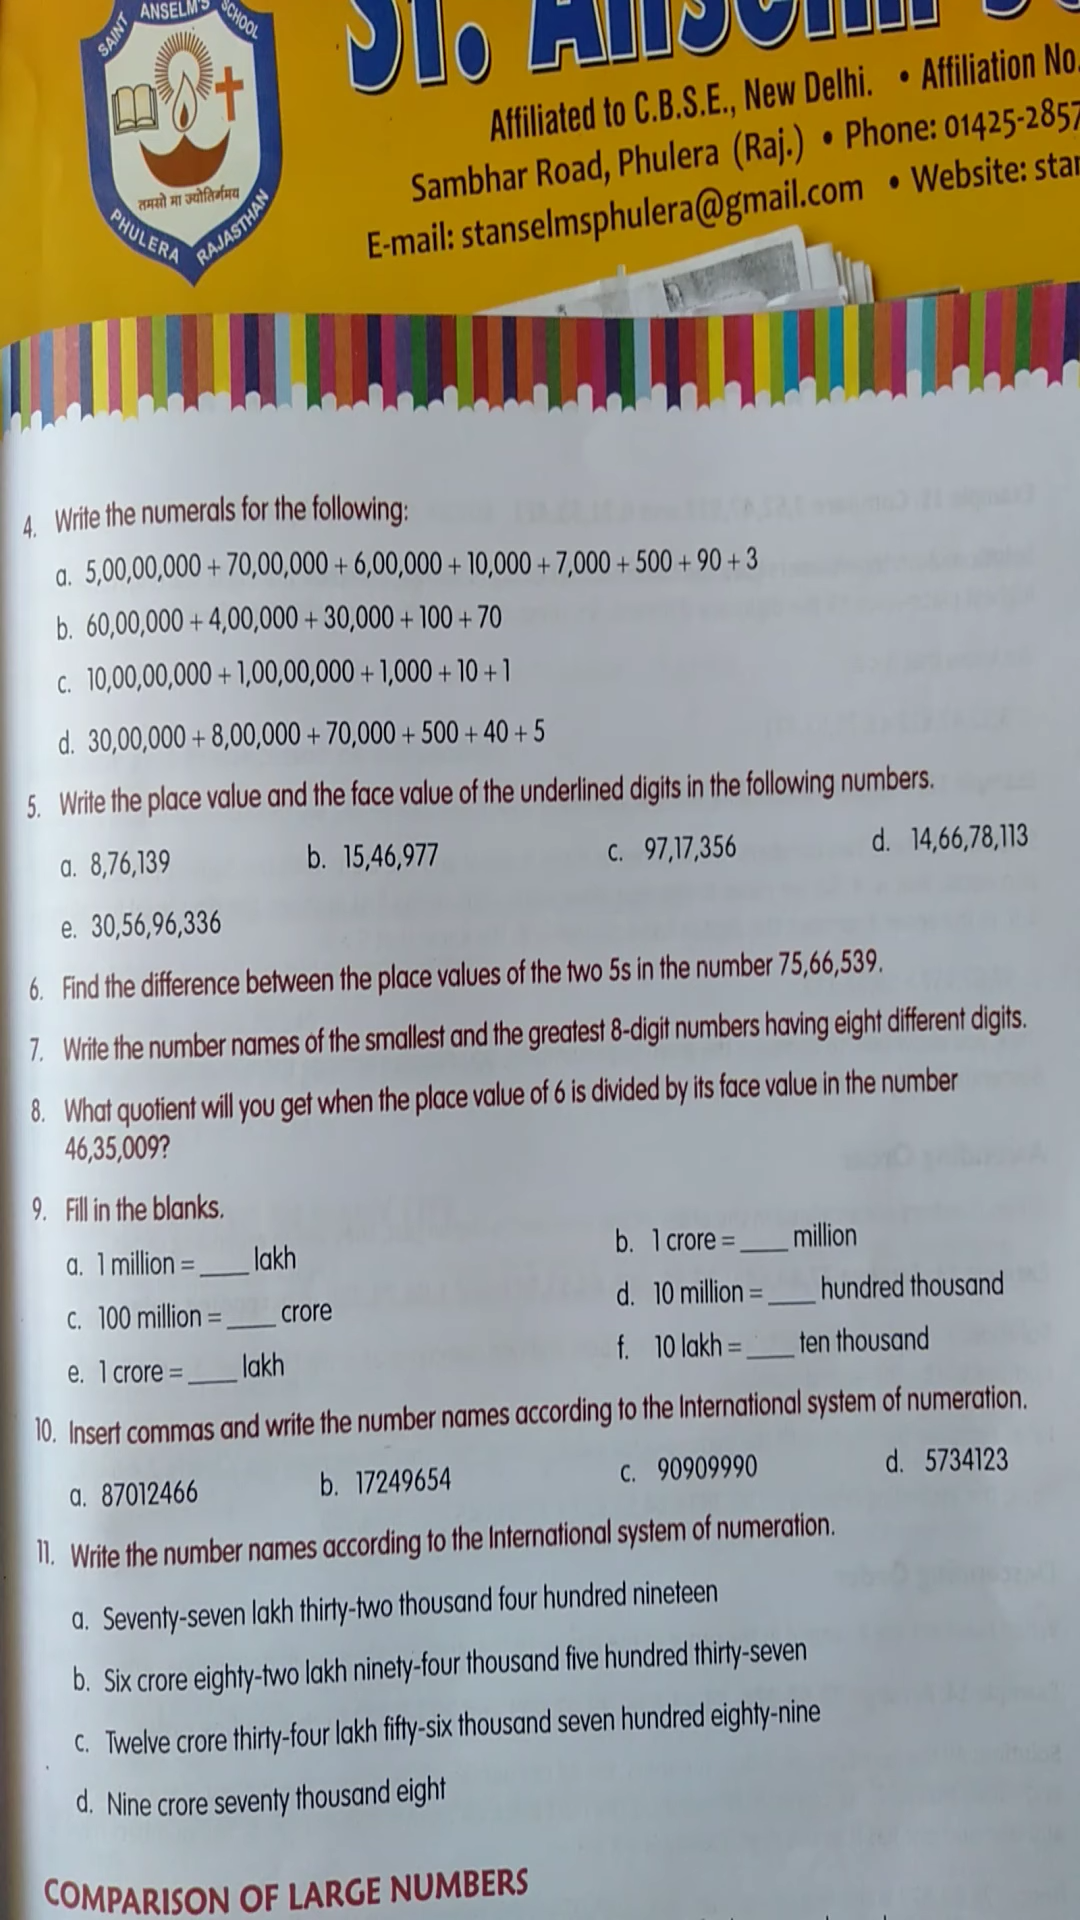 SAINT ANSELM'S SCHOOL
तमसो मा ज्योतिर्गमय
PHULERA RAJASTHAN
ST. Anselm's
Affiliated to C.B.S.E., New Delhi. • Affiliation No.
Sambhar Road, Phulera (Raj.) • Phone: 01425-2857
E-mail: stanselmsphulera@gmail.com • Website: stan
4. Write the numerals for the following:
a. 5,00,00,000 + 70,00,000 + 6,00,000 + 10,000 + 7,000 + 500 + 90 + 3
b. 60,00,000 + 4,00,000 + 30,000 + 100 + 70
c. 10,00,00,000 + 1,00,00,000 + 1,000 + 10 + 1
d. 30,00,000 + 8,00,000 + 70,000 + 500 + 40 + 5
5. Write the place value and the face value of the underlined digits in the following numbers.
a. 8,76,139 b. 15,46,977 c. 97,17,356 d. 14,66,78,113
e. 30,56,96,336
6. Find the difference between the place values of the two 5s in the number 75,66,539.
7. Write the number names of the smallest and the greatest 8-digit numbers having eight different digits.
8. What quotient will you get when the place value of 6 is divided by its face value in the number
46,35,009?
9. Fill in the blanks.
a. 1 million = ____ lakh b. 1 crore = ____ million
c. 100 million = ____ crore d. 10 million = ____ hundred thousand
e. 1 crore = ____ lakh f. 10 lakh = ____ ten thousand
10. Insert commas and write the number names according to the International system of numeration.
a. 87012466 b. 17249654 c. 90909990 d. 5734123
11. Write the number names according to the International system of numeration.
a. Seventy-seven lakh thirty-two thousand four hundred nineteen
b. Six crore eighty-two lakh ninety-four thousand five hundred thirty-seven
c. Twelve crore thirty-four lakh fifty-six thousand seven hundred eighty-nine
d. Nine crore seventy thousand eight
COMPARISON OF LARGE NUMBERS